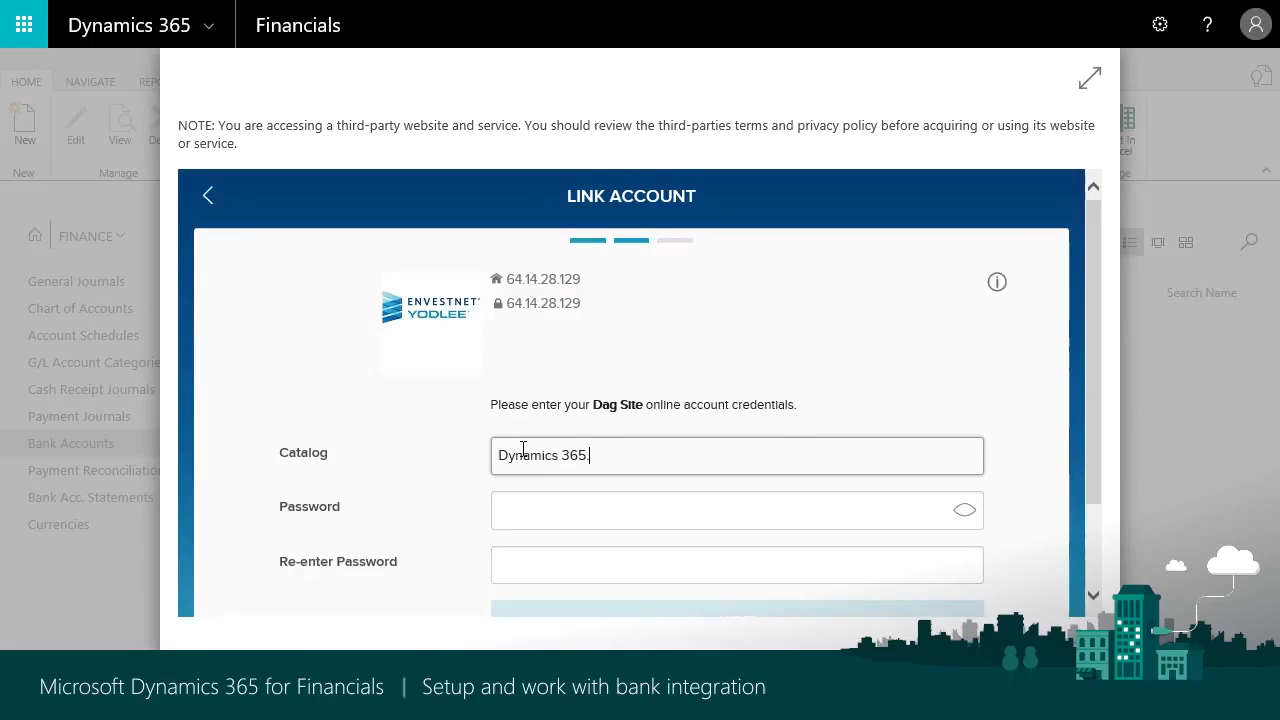 Dynamics 365
Financials
HOME
NAVIGATE
New
Edit
View
New
Manage
NOTE: You are accessing a third-party website and service. You should review the third-parties terms and privacy policy before acquiring or using its website
or service.
LINK ACCOUNT
FINANCE
General Journals
Chart of Accounts
Account Schedules
G/L Account Categorie
Cash Receipt Journals
Payment Journals
Bank Accounts
Payment Reconciliation
Bank Acc. Statements
Currencies
Search Name
ENVESTNET
YODLEE
64.14.28.129
64.14.28.129
Please enter your Dag Site online account credentials.
Catalog
Dynamics 365.
Password
Re-enter Password
Microsoft Dynamics 365 for Financials | Setup and work with bank integration